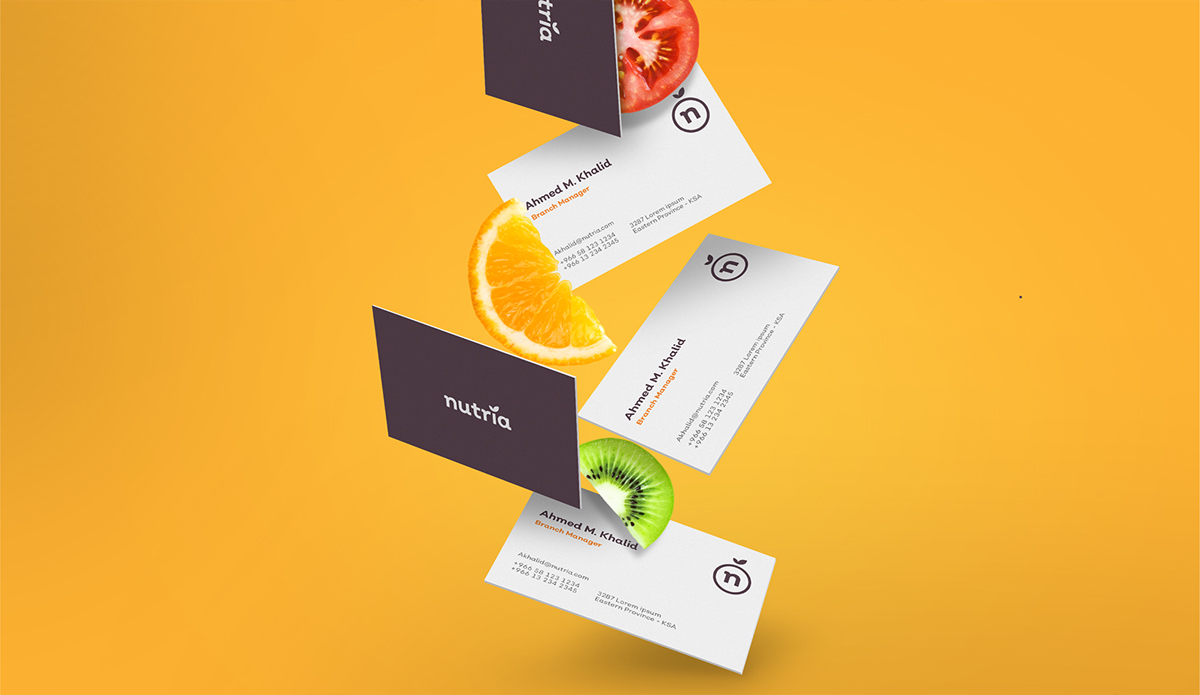 nutria
n
Ahmed M. Khalid
Branch Manager
Akhalid@nutria.com
+966 58 123 1234
+966 13 234 2345
3287 Lorem Ipsum
Eastern Province - KSA
n
Ahmed M. Khalid
Branch Manager
Akhalid@nutria.com
+966 58 123 1234
+966 13 234 2345
3287 Lorem Ipsum
Eastern Province - KSA
nutria
Ahmed M. Khalid
Branch Manager
Akhalid@nutria.com
+966 58 123 1234
+966 13 234 2345
3287 Lorem Ipsum
Eastern Province - KSA
n